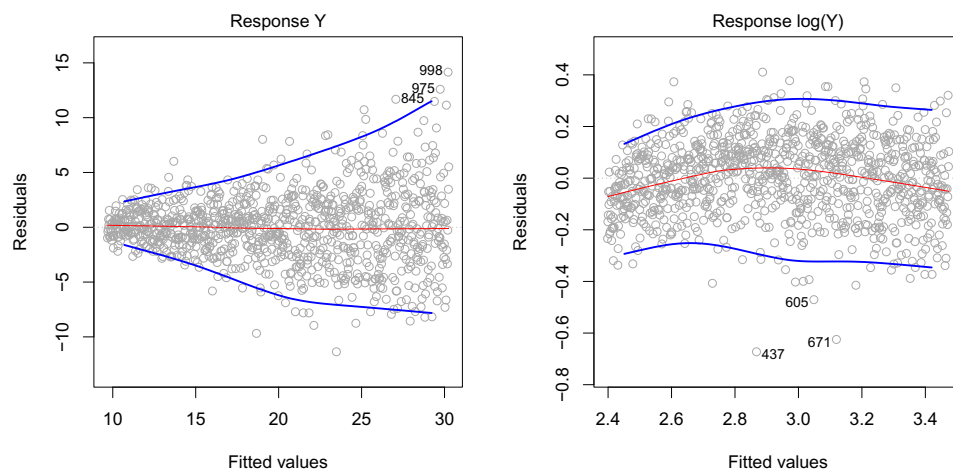 Response Y
15
10
5
0
−5
−10
Residuals
998
975
845
10 15 20 25 30
Fitted values
Response log(Y)
0.4
0.2
0.0
−0.2
−0.4
−0.6
−0.8
Residuals
605
671
437
2.4 2.6 2.8 3.0 3.2 3.4
Fitted values